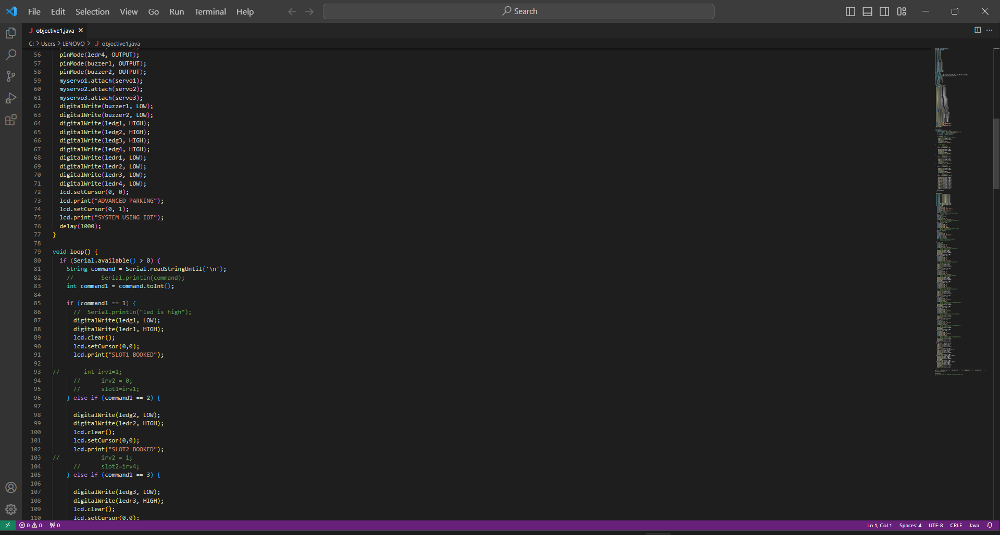 File Edit Selection View Go Run Terminal Help
Search
objective1.java
C: > Users > LENOVO > objective1.java
56 pinMode(ledr4, OUTPUT);
57 pinMode(buzzer1, OUTPUT);
58 pinMode(buzzer2, OUTPUT);
59 myservo1.attach(servo1);
60 myservo2.attach(servo2);
61 myservo3.attach(servo3);
62 digitalWrite(buzzer1, LOW);
63 digitalWrite(buzzer2, LOW);
64 digitalWrite(ledg1, HIGH);
65 digitalWrite(ledg2, HIGH);
66 digitalWrite(ledg3, HIGH);
67 digitalWrite(ledg4, HIGH);
68 digitalWrite(ledr1, LOW);
69 digitalWrite(ledr2, LOW);
70 digitalWrite(ledr3, LOW);
71 digitalWrite(ledr4, LOW);
72 lcd.setCursor(0, 0);
73 lcd.print("ADVANCED PARKING");
74 lcd.setCursor(0, 1);
75 lcd.print("SYSTEM USING IOT");
76 delay(1000);
77 }
78
79 void loop() {
80 if (Serial.available() > 0) {
81 String command = Serial.readStringUntil('\n');
82 // Serial.println(command);
83 int command1 = command.toInt();
84
85 if (command1 == 1) {
86 // Serial.println("led is high");
87 digitalWrite(ledg1, LOW);
88 digitalWrite(ledr1, HIGH);
89 lcd.clear();
90 lcd.setCursor(0,0);
91 lcd.print("SLOT1 BOOKED");
92
93 // int irv1=1;
94 // irv2 = 0;
95 // slot1=irv1;
96 } else if (command1 == 2) {
97
98 digitalWrite(ledg2, LOW);
99 digitalWrite(ledr2, HIGH);
100 lcd.clear();
101 lcd.setCursor(0,0);
102 lcd.print("SLOT2 BOOKED");
103 // irv2 = 1;
104 // slot2=irv4;
105 } else if (command1 == 3) {
106
107 digitalWrite(ledg3, LOW);
108 digitalWrite(ledr3, HIGH);
109 lcd.clear();
110 lcd.setCursor(0,0);
0 0 0 Ln 1, Col 1 Spaces: 4 UTF-8 CRLF Java